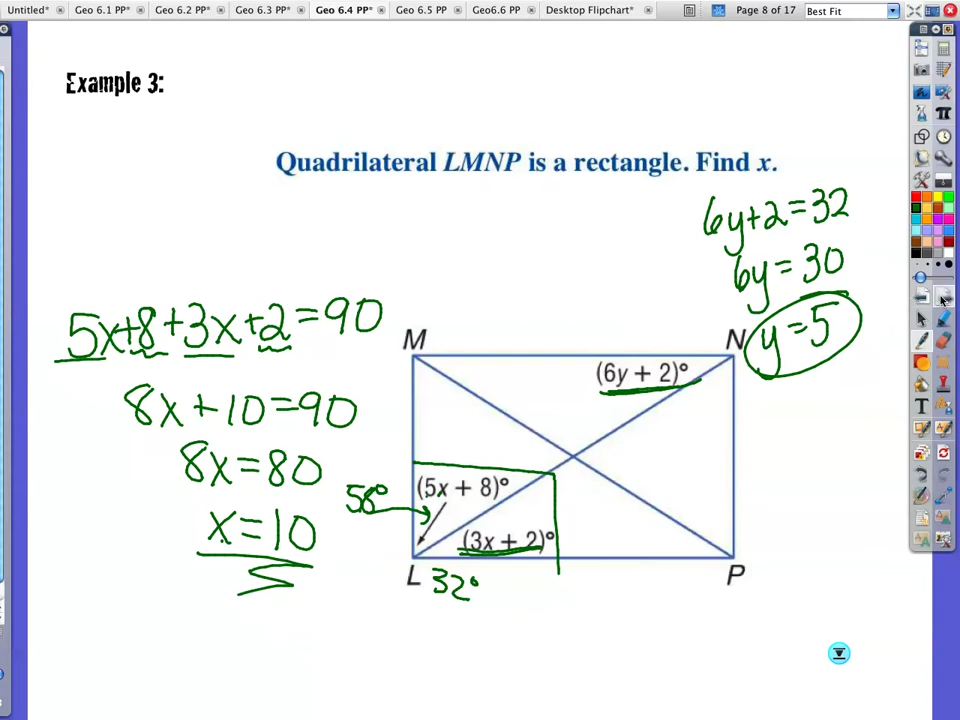 Untitled* Geo 6.1 PP* Geo 6.2 PP* Geo 6.3 PP* Geo 6.4 PP* Geo 6.5 PP Geo6.6 PP Desktop Flipchart* Page 8 of 17 Best Fit
Example 3:
Quadrilateral LMNP is a rectangle. Find x.
6y+2=32
6y=30
y=5
5x+8+3x+2=90
8x+10=90
8x=80
x=10
M
N
(6y + 2)°
58°
(5x + 8)°
(3x + 2)°
L
32°
P
T